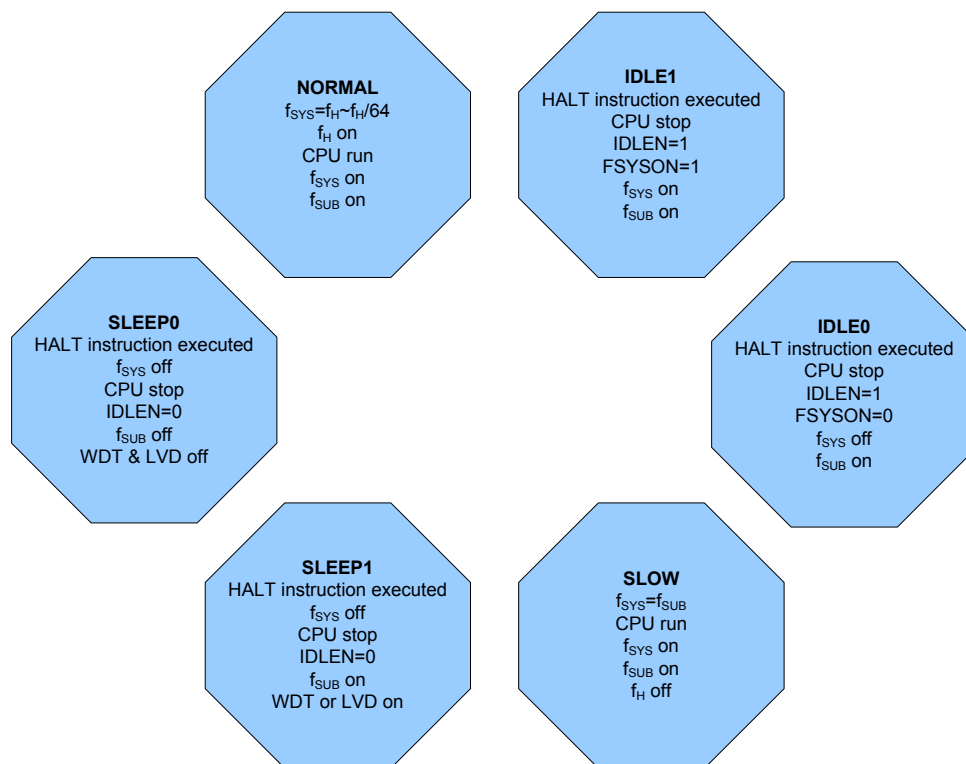 NORMAL
fSYS=fH~fH/64
fH on
CPU run
fSYS on
fSUB on
IDLE1
HALT instruction executed
CPU stop
IDLEN=1
FSYSON=1
fSYS on
fSUB on
SLEEP0
HALT instruction executed
fSYS off
CPU stop
IDLEN=0
fSUB off
WDT & LVD off
IDLE0
HALT instruction executed
CPU stop
IDLEN=1
FSYSON=0
fSYS off
fSUB on
SLEEP1
HALT instruction executed
fSYS off
CPU stop
IDLEN=0
fSUB on
WDT or LVD on
SLOW
fSYS=fSUB
CPU run
fSYS on
fSUB on
fH off